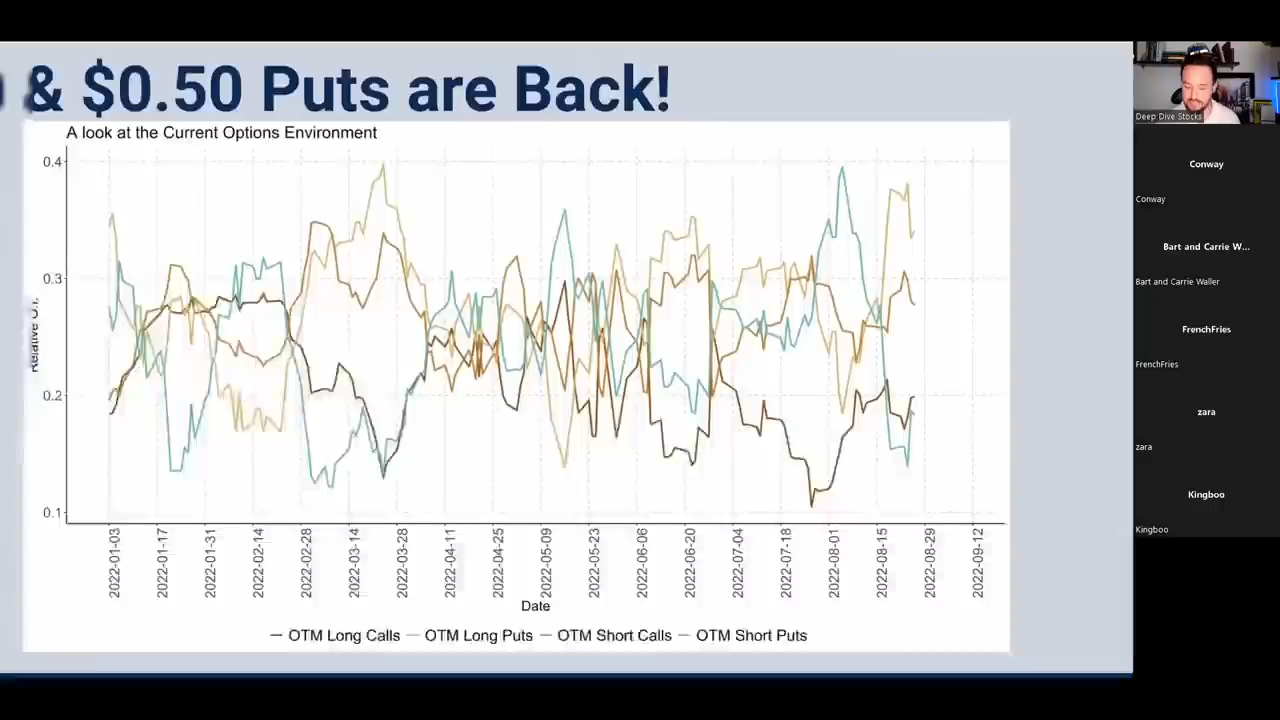 & $0.50 Puts are Back!
A look at the Current Options Environment
0.4
0.3
0.2
0.1
Relative
2022-01-03
2022-01-17
2022-01-31
2022-02-14
2022-02-28
2022-03-14
2022-03-28
2022-04-11
2022-04-25
2022-05-09
2022-05-23
2022-06-06
2022-06-20
2022-07-04
2022-07-18
2022-08-01
2022-08-15
2022-08-29
2022-09-12
Date
OTM Long Calls OTM Long Puts OTM Short Calls OTM Short Puts
Deep Dive Stocks
Conway
Conway
Bart and Carrie W...
Bart and Carrie Waller
FrenchFries
FrenchFries
zara
zara
Kingboo
Kingboo